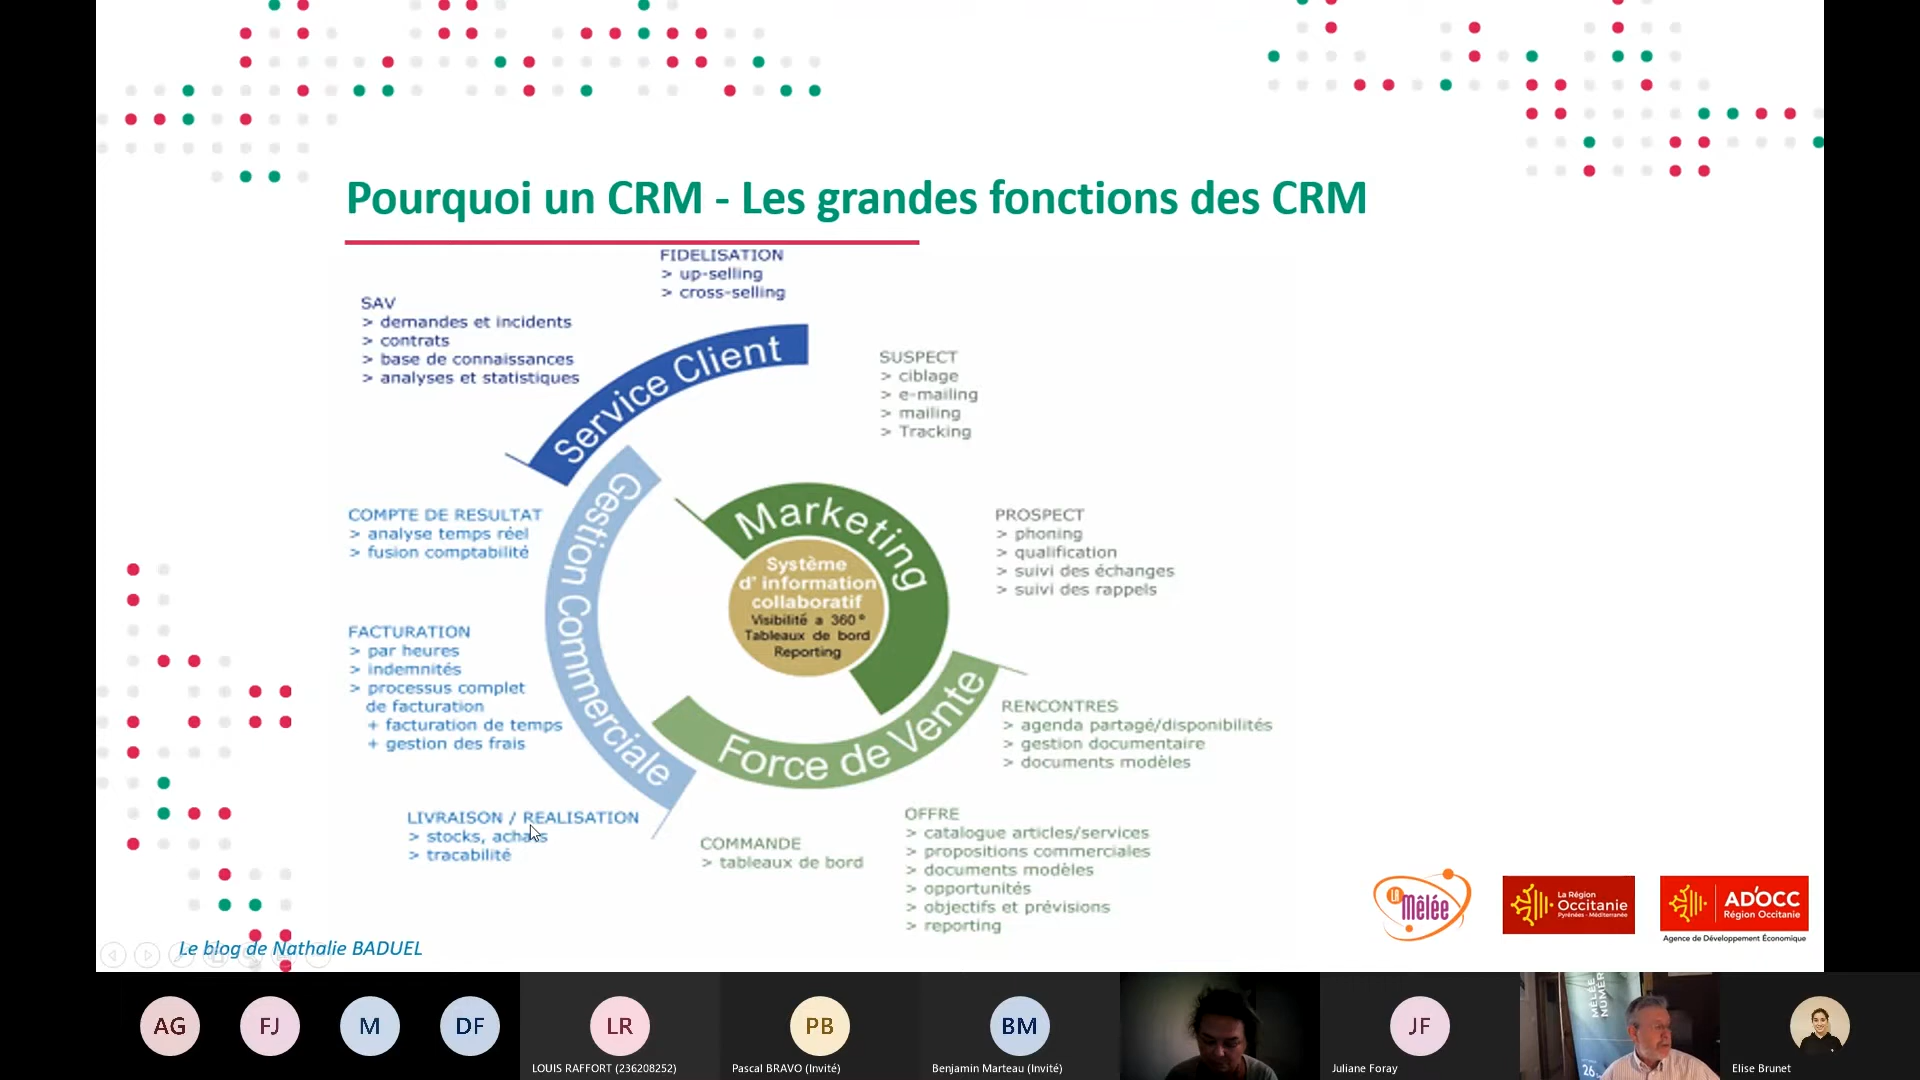 Pourquoi un CRM - Les grandes fonctions des CRM
FIDELISATION
> up-selling
> cross-selling
SAV
> demandes et incidents
> contrats
> base de connaissances
> analyses et statistiques
Service Client
SUSPECT
> ciblage
> e-mailing
> mailing
> Tracking
Gestion Commerciale
COMPTE DE RESULTAT
> analyse temps réel
> fusion comptabilité
Marketing
Système
d' information
collaboratif
Visibilité a 360°
Tableaux de bord
Reporting
PROSPECT
> phoning
> qualification
> suivi des échanges
> suivi des rappels
FACTURATION
> par heures
> indemnités
> processus complet
de facturation
+ facturation de temps
+ gestion des frais
Force de Vente
RENCONTRES
> agenda partagé/disponibilités
> gestion documentaire
> documents modèles
LIVRAISON / REALISATION
> stocks, achats
> tracabilité
COMMANDE
> tableaux de bord
OFFRE
> catalogue articles/services
> propositions commerciales
> documents modèles
> opportunités
> objectifs et prévisions
> reporting
LA Mêlée
La Région
Occitanie
Pyrénées - Méditerranée
AD'OCC
Région Occitanie
Agence de Développement Économique
Le blog de Nathalie BADUEL
AG
FJ
M
DF
LR
LOUIS RAFFORT (236208252)
PB
Pascal BRAVO (Invité)
BM
Benjamin Marteau (Invité)
JF
Juliane Foray
MÊLÉE
NUMÉR
26
Elise Brunet